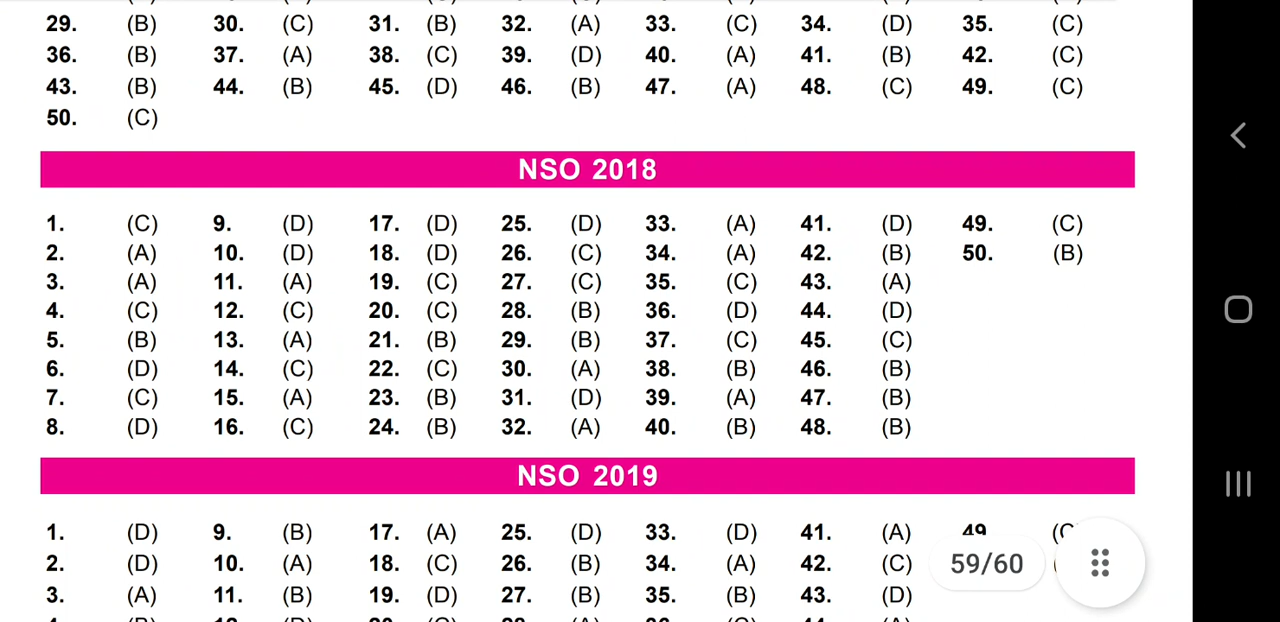 29. (B) 30. (C) 31. (B) 32. (A) 33. (C) 34. (D) 35. (C)
36. (B) 37. (A) 38. (C) 39. (D) 40. (A) 41. (B) 42. (C)
43. (B) 44. (B) 45. (D) 46. (B) 47. (A) 48. (C) 49. (C)
50. (C)
NSO 2018
1. (C) 9. (D) 17. (D) 25. (D) 33. (A) 41. (D) 49. (C)
2. (A) 10. (D) 18. (D) 26. (C) 34. (A) 42. (B) 50. (B)
3. (A) 11. (A) 19. (C) 27. (C) 35. (C) 43. (A)
4. (C) 12. (C) 20. (C) 28. (B) 36. (D) 44. (D)
5. (B) 13. (A) 21. (B) 29. (B) 37. (C) 45. (C)
6. (D) 14. (C) 22. (C) 30. (A) 38. (B) 46. (B)
7. (C) 15. (A) 23. (B) 31. (D) 39. (A) 47. (B)
8. (D) 16. (C) 24. (B) 32. (A) 40. (B) 48. (B)
NSO 2019
1. (D) 9. (B) 17. (A) 25. (D) 33. (D) 41. (A) 49
2. (D) 10. (A) 18. (C) 26. (B) 34. (A) 42. (C) 59/60
3. (A) 11. (B) 19. (D) 27. (B) 35. (B) 43. (D)